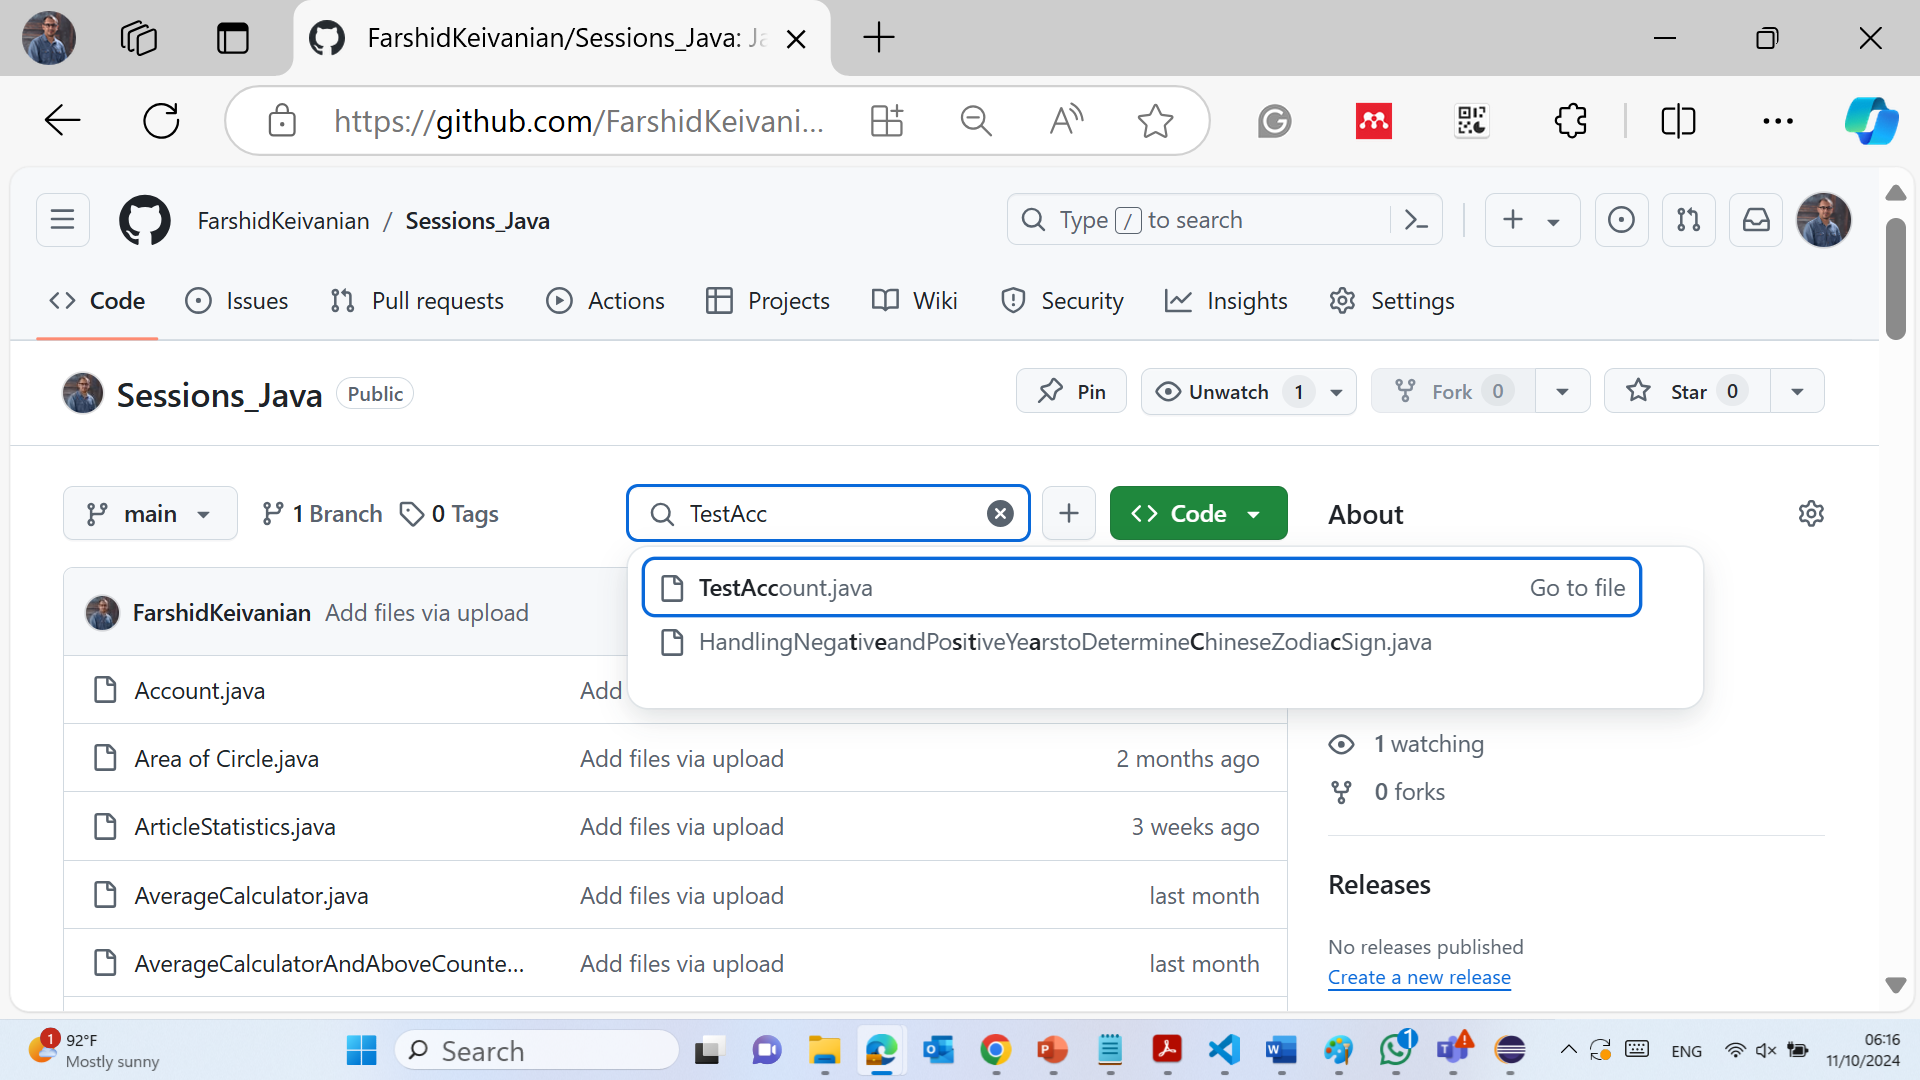 FarshidKeivanian/Sessions_Java: Ja
https://github.com/FarshidKeivani...
FarshidKeivanian / Sessions_Java
Type / to search
Code
Issues
Pull requests
Actions
Projects
Wiki
Security
Insights
Settings
Sessions_Java Public
Pin
Unwatch 1
Fork 0
Star 0
main
1 Branch
0 Tags
TestAcc
Code
About
TestAccount.java Go to file
HandlingNegativeandPositiveYearstoDetermineChineseZodiacSign.java
FarshidKeivanian Add files via upload
Account.java Add
Area of Circle.java Add files via upload 2 months ago
ArticleStatistics.java Add files via upload 3 weeks ago
AverageCalculator.java Add files via upload last month
AverageCalculatorAndAboveCounte... Add files via upload last month
1 watching
0 forks
Releases
No releases published
Create a new release
1
92°F
Mostly sunny
Search
1
ENG
06:16
11/10/2024